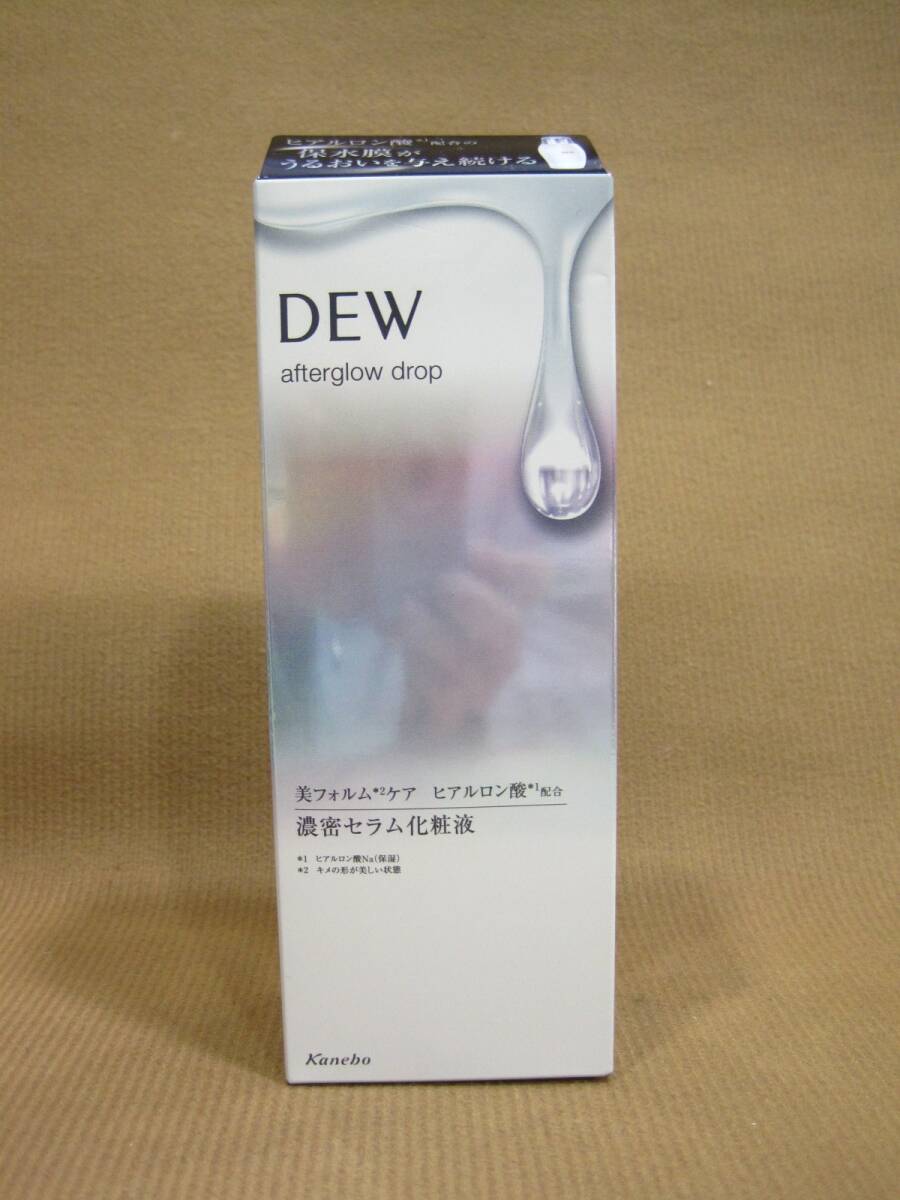 ヒアルロン酸*1配合の
保水膜が
うるおいを与え続ける
DEW
afterglow drop
美フォルム*2ケア ヒアルロン酸*1配合
濃密セラム化粧液
*1 ヒアルロン酸Na(保湿)
*2 キメの形が美しい状態
Kanebo